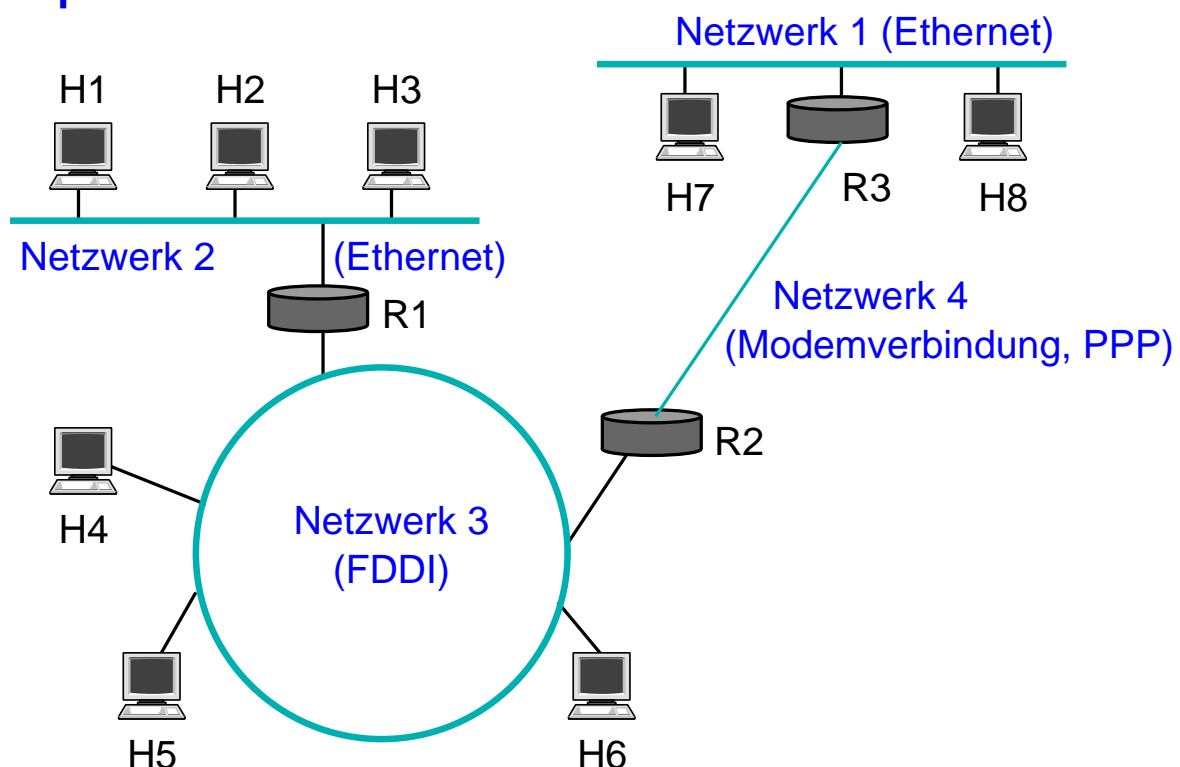 Netzwerk 1 (Ethernet)
H1 H2 H3
H7 R3 H8
Netzwerk 2 (Ethernet)
R1
Netzwerk 4
(Modemverbindung, PPP)
R2
H4
Netzwerk 3
(FDDI)
H5 H6